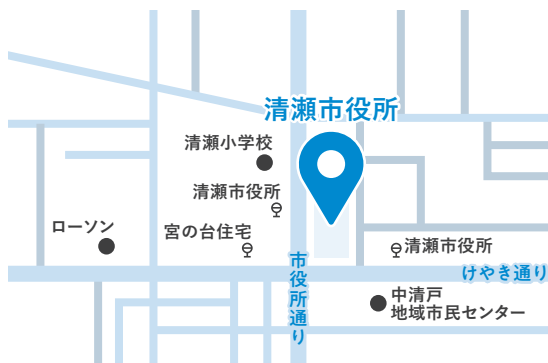 清瀬市役所
清瀬小学校
清瀬市役所
ローソン
宮の台住宅
清瀬市役所
市役所通り
けやき通り
中清戸
地域市民センター